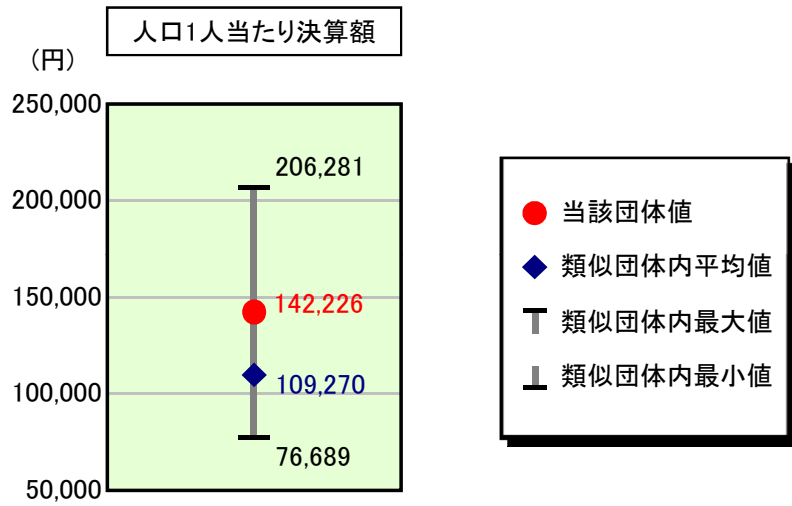 人口1人当たり決算額
(円)
250,000
200,000
150,000
100,000
50,000
206,281
142,226
109,270
76,689
当該団体値
類似団体内平均値
類似団体内最大値
類似団体内最小値